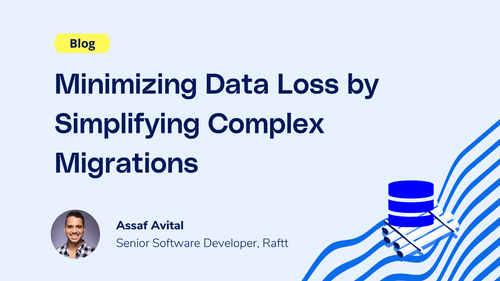 Blog
Minimizing Data Loss by
Simplifying Complex
Migrations
Assaf Avital
Senior Software Developer, Raftt